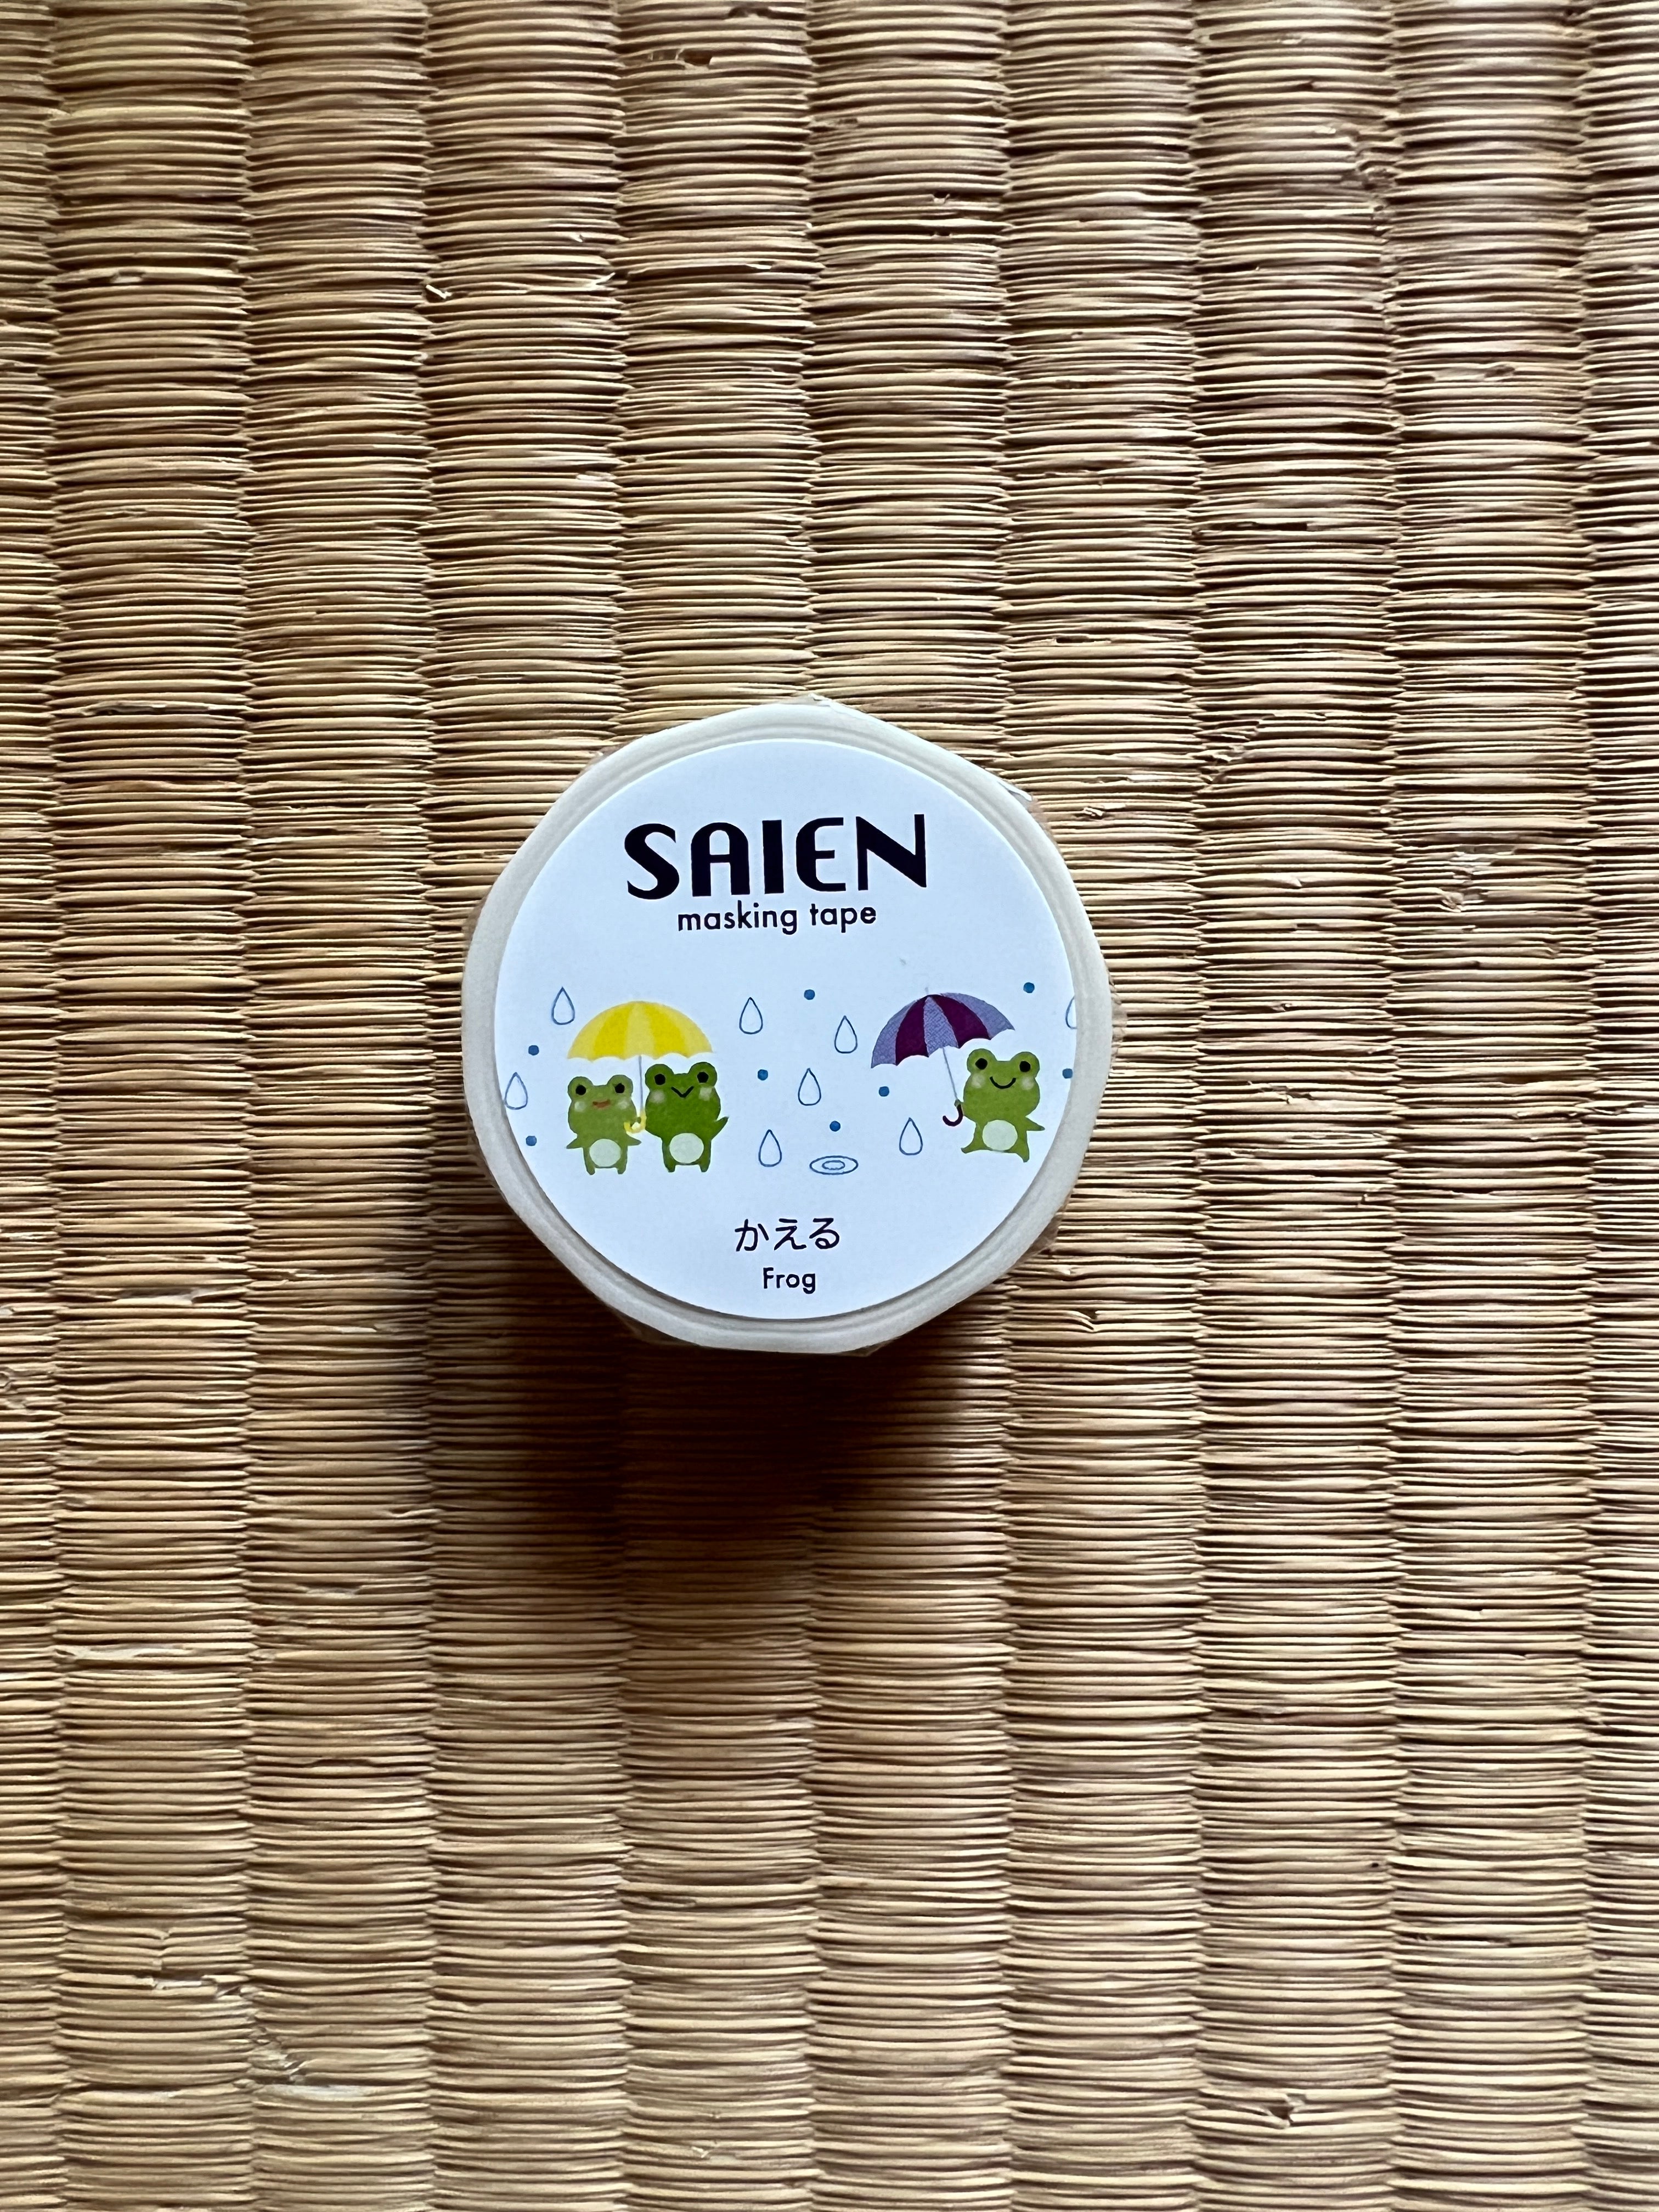 SAIEN
masking tape
かえる
Frog